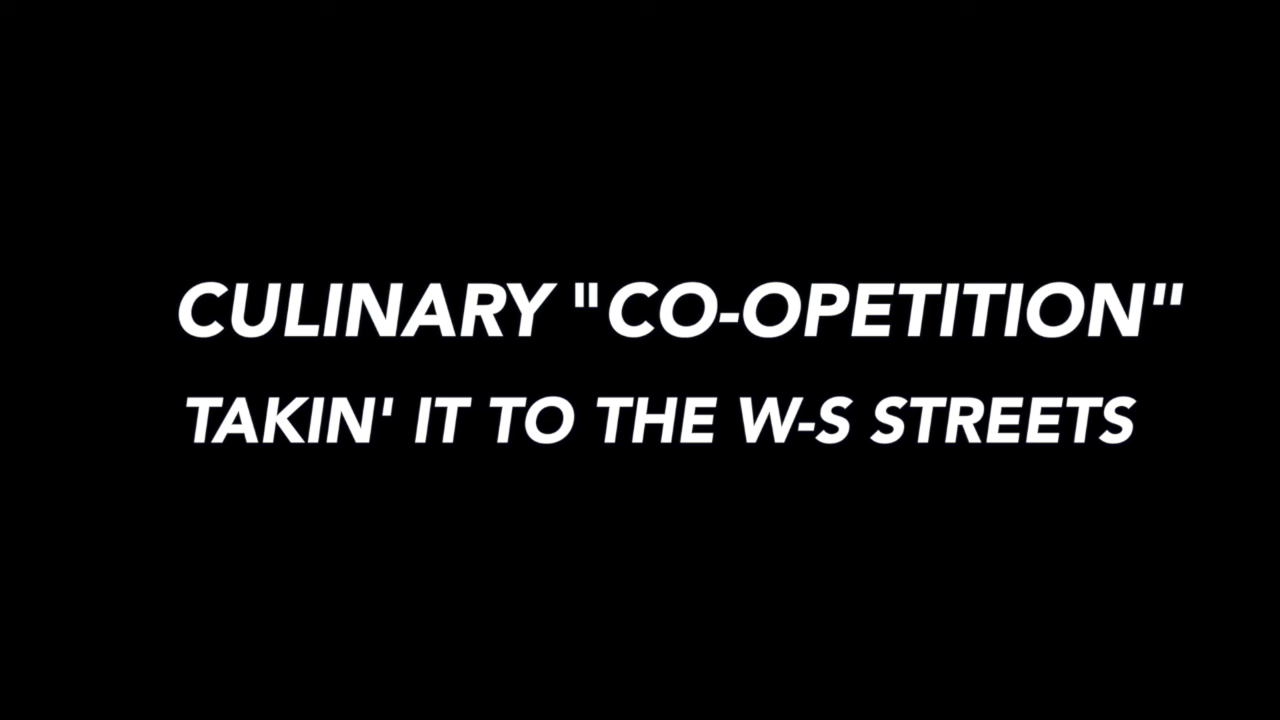 CULINARY "CO-OPETITION"
TAKIN' IT TO THE W-S STREETS